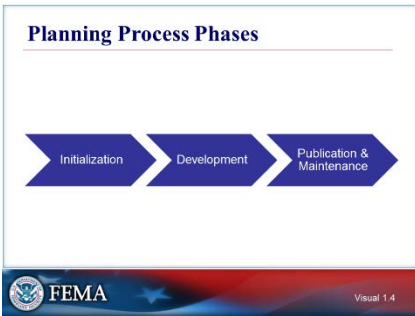 Planning Process Phases
Initialization
Development
Publication &
Maintenance
FEMA
Visual 1.4